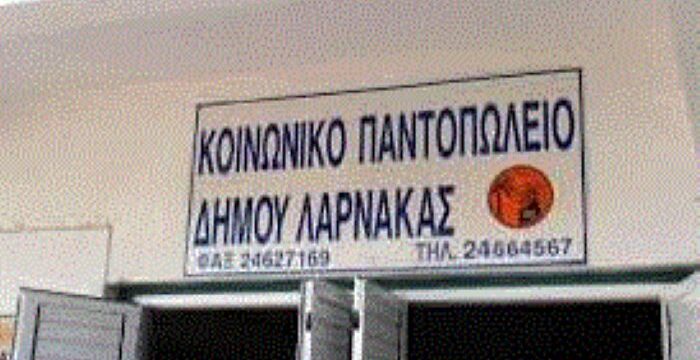 ΚΟΙΝΩΝΙΚΟ ΠΑΝΤΟΠΩΛΕΙΟ
ΔΗΜΟΥ ΛΑΡΝΑΚΑΣ
ΦΑΞ 24627169 ΤΗΛ. 24664567